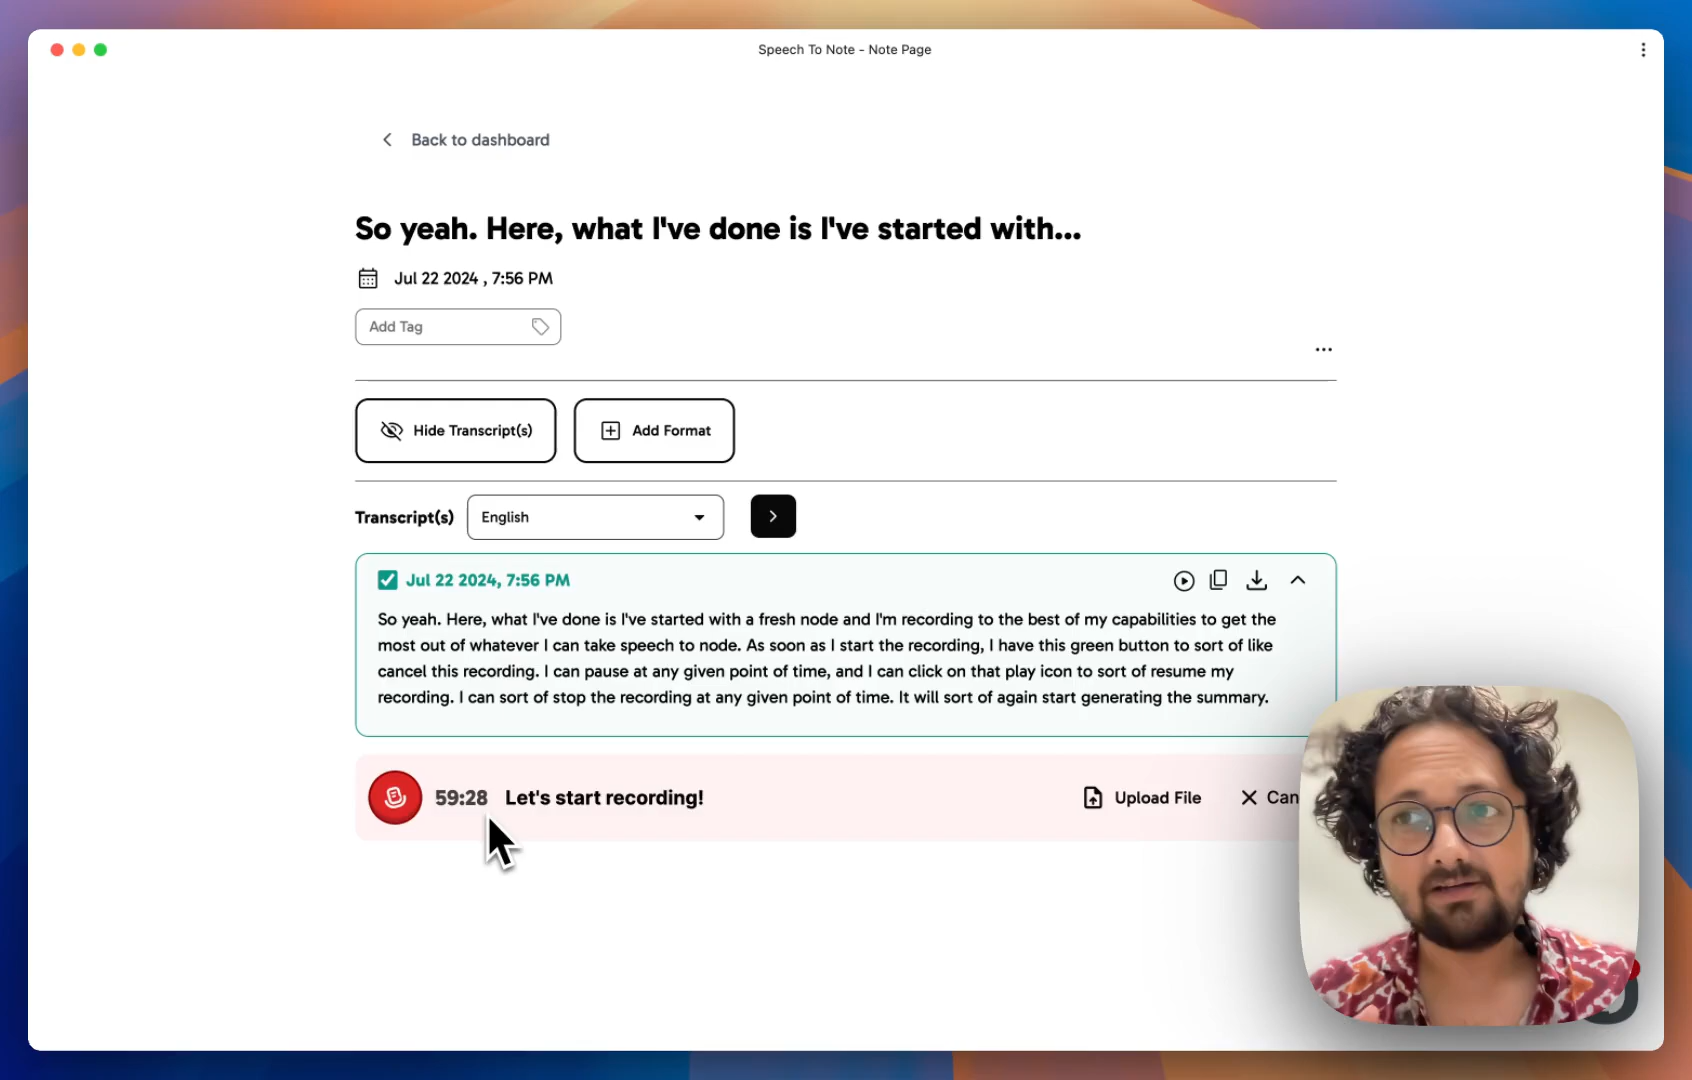 Speech To Note - Note Page
Back to dashboard
So yeah. Here, what I've done is I've started with...
Jul 22 2024 , 7:56 PM
Add Tag
Hide Transcript(s)
Add Format
Transcript(s)
English
Jul 22 2024, 7:56 PM
So yeah. Here, what I've done is I've started with a fresh node and I'm recording to the best of my capabilities to get the
most out of whatever I can take speech to node. As soon as I start the recording, I have this green button to sort of like
cancel this recording. I can pause at any given point of time, and I can click on that play icon to sort of resume my
recording. I can sort of stop the recording at any given point of time. It will sort of again start generating the summary.
59:28 Let's start recording!
Upload File
Can